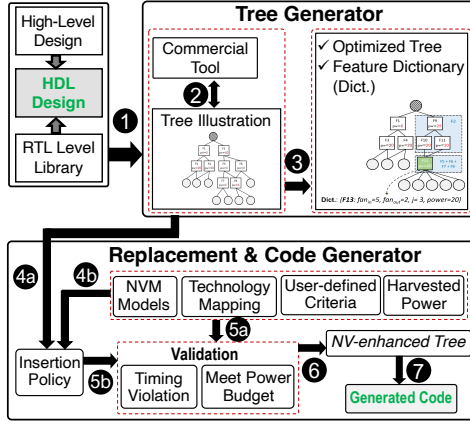 High-Level
Design
HDL
Design
RTL Level
Library
1
Tree Generator
Commercial
Tool
2
Tree Illustration
3
✓ Optimized Tree
✓ Feature Dictionary
(Dict.)
Dict.: {F13: fan_in=5, fan_out=2, j= 3, power=20}
Replacement & Code Generator
4a
4b
NVM
Models
Technology
Mapping
User-defined
Criteria
Harvested
Power
5a
Insertion
Policy
5b
Validation
Timing
Violation
Meet Power
Budget
6
NV-enhanced Tree
7
Generated Code